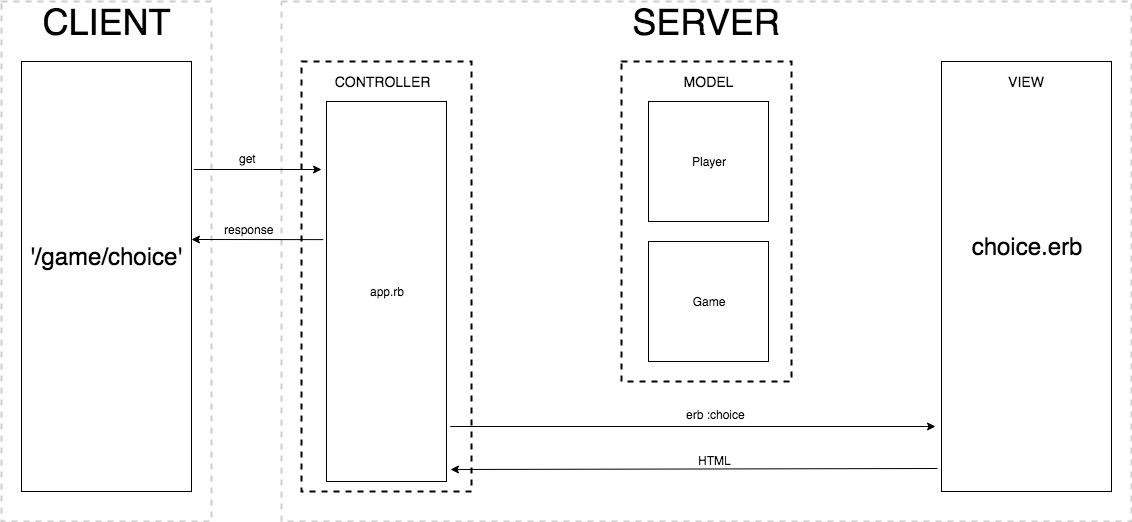 CLIENT
SERVER
CONTROLLER
MODEL
VIEW
get
Player
response
'/game/choice'
choice.erb
app.rb
Game
erb :choice
HTML